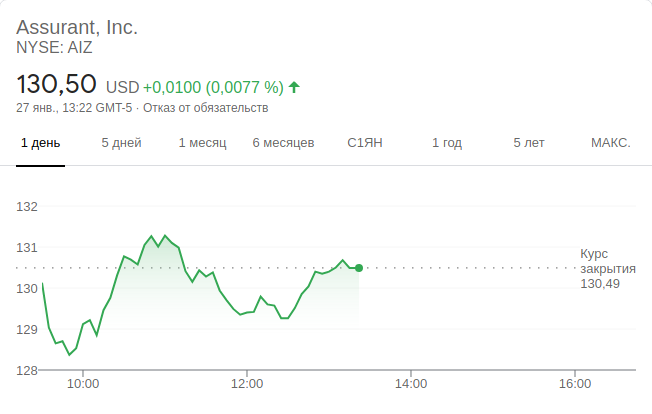 Assurant, Inc.
NYSE: AIZ
130,50 USD +0,0100 (0,0077 %)
27 янв., 13:22 GMT-5 · Отказ от обязательств
1 день 5 дней 1 месяц 6 месяцев С1ЯН 1 год 5 лет МАКС.
132
131
130
129
128
Курс
закрытия
130,49
10:00 12:00 14:00 16:00